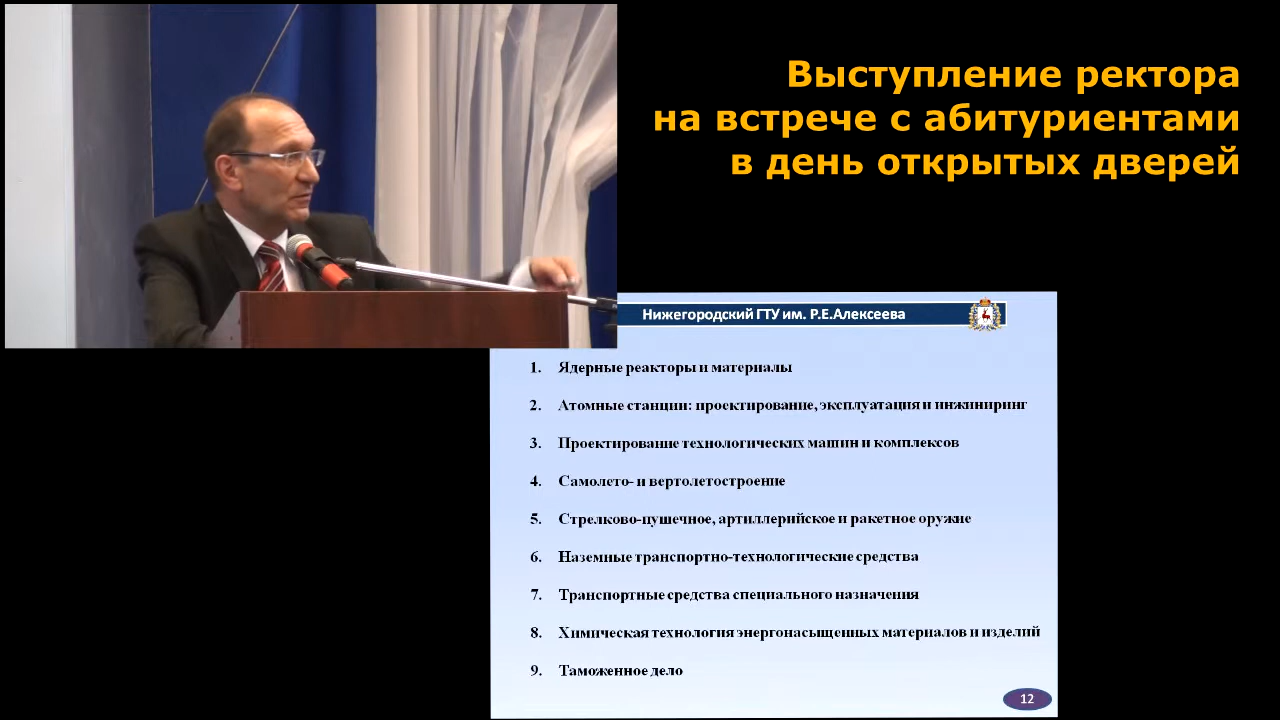 Выступление ректора
на встрече с абитуриентами
в день открытых дверей
Нижегородский ГТУ им. Р.Е.Алексеева
1. Ядерные реакторы и материалы
2. Атомные станции: проектирование, эксплуатация и инжиниринг
3. Проектирование технологических машин и комплексов
4. Самолето- и вертолетостроение
5. Стрелково-пушечное, артиллерийское и ракетное оружие
6. Наземные транспортно-технологические средства
7. Транспортные средства специального назначения
8. Химическая технология энергонасыщенных материалов и изделий
9. Таможенное дело
12